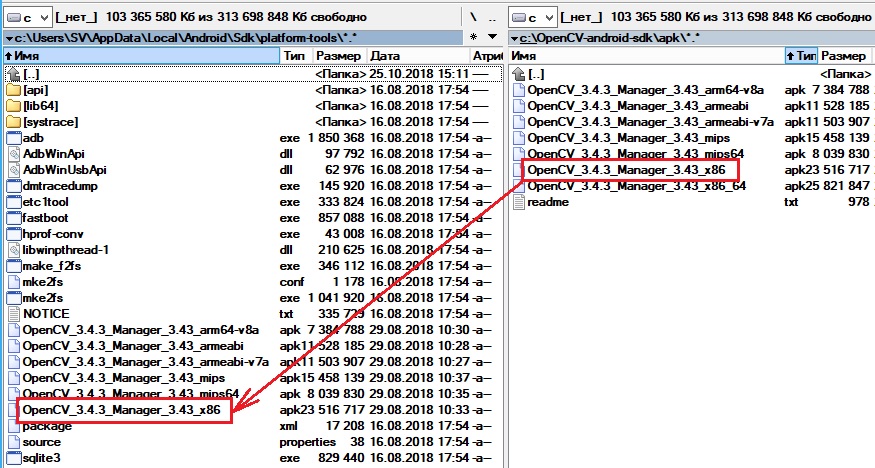 c [_нет_] 103 365 580 Кб из 313 698 848 Кб свободно \ ..
c:\Users\SV\AppData\Local\Android\Sdk\platform-tools\*.* * ▼
Имя Тип Размер Дата Атриб
[..] <Папка> 25.10.2018 15:11 ----
[api] <Папка> 16.08.2018 17:54 ----
[lib64] <Папка> 16.08.2018 17:54 ----
[systrace] <Папка> 16.08.2018 17:54 ----
adb exe 1 850 368 16.08.2018 17:54 -a--
AdbWinApi dll 97 792 16.08.2018 17:54 -a--
AdbWinUsbApi dll 62 976 16.08.2018 17:54 -a--
dmtracedump exe 145 920 16.08.2018 17:54 -a--
etc1tool exe 333 824 16.08.2018 17:54 -a--
fastboot exe 857 088 16.08.2018 17:54 -a--
hprof-conv exe 43 008 16.08.2018 17:54 -a--
libwinpthread-1 dll 210 625 16.08.2018 17:54 -a--
make_f2fs exe 346 112 16.08.2018 17:54 -a--
mke2fs conf 1 178 16.08.2018 17:54 -a--
mke2fs exe 1 041 920 16.08.2018 17:54 -a--
NOTICE txt 335 16.08.2018 17:54 -a--
OpenCV_3.4.3_Manager_3.43_arm64-v8a apk 7 384 788 29.08.2018 10:30 -a--
OpenCV_3.4.3_Manager_3.43_armeabi apk 11 528 185 29.08.2018 10:28 -a--
OpenCV_3.4.3_Manager_3.43_armeabi-v7a apk 11 503 907 29.08.2018 10:27 -a--
OpenCV_3.4.3_Manager_3.43_mips apk 15 458 139 29.08.2018 10:37 -a--
OpenCV_3.4.3_Manager_3.43_mips64 apk 8 039 830 29.08.2018 10:35 -a--
OpenCV_3.4.3_Manager_3.43_x86 apk 23 516 717 29.08.2018 10:33 -a--
package xml 17 208 16.08.2018 17:54 -a--
source properties 38 16.08.2018 17:54 -a--
sqlite3 exe 829 440 16.08.2018 17:54 -a--
c [_нет_] 103 365 580 Кб из 313 698 848 Кб свободно
c:\OpenCV-android-sdk\apk\*.*
Имя Тип Размер
[..] <Папка>
OpenCV_3.4.3_Manager_3.43_arm64-v8a apk 7 384 788
OpenCV_3.4.3_Manager_3.43_armeabi apk 11 528 185
OpenCV_3.4.3_Manager_3.43_armeabi-v7a apk 11 503 907
OpenCV_3.4.3_Manager_3.43_mips apk 15 458 139
OpenCV_3.4.3_Manager_3.43_mips64 apk 8 039 830
OpenCV_3.4.3_Manager_3.43_x86 apk 23 516 717
OpenCV_3.4.3_Manager_3.43_x86_64 apk 25 821 847
readme txt 978